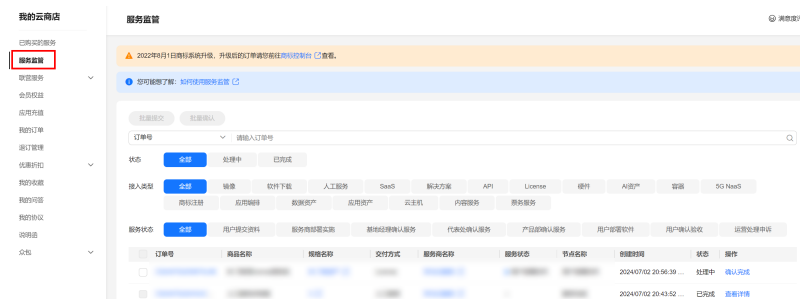 我的云商店
服务监管
满意度
已购买的服务
服务监管
联营服务
会员权益
应用充值
我的订单
退订管理
优惠折扣
我的收藏
我的问答
我的协议
说明函
众包
2022年8月1日商标系统升级，升级后的订单请您前往商标控制台查看。
您可能想了解：如何使用服务监管
批量提交 批量确认
订单号 请输入订单号
状态 全部 处理中 已完成
接入类型 全部 镜像 软件下载 人工服务 SaaS 解决方案 API License 硬件 AI资产 容器 5G NaaS
商标注册 应用编排 数据资产 应用资产 云主机 内容服务 票务服务
服务状态 全部 用户提交资料 服务商部署实施 基地经理确认服务 代表处确认服务 产品部确认服务 用户部署软件 用户确认验收 运营处理申诉
订单号 商品名称 规格名称 交付方式 服务商名称 服务状态 节点名称 创建时间 状态 操作
2024/07/02 20:56:39 ... 处理中 确认完成
2024/07/02 20:43:52 ... 已完成 查看详情